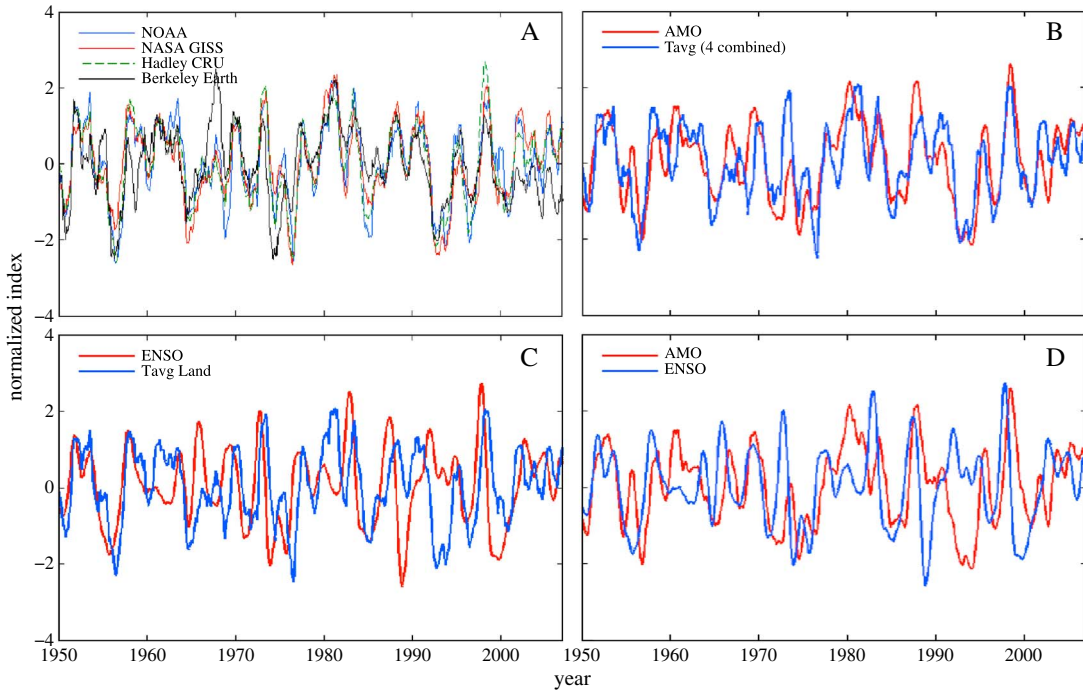 4
2
0
−2
−4
NOAA
NASA GISS
Hadley CRU
Berkeley Earth
A
AMO
Tavg (4 combined)
B
normalized index
4
2
0
−2
−4
ENSO
Tavg Land
C
AMO
ENSO
D
1950 1960 1970 1980 1990 2000 1950 1960 1970 1980 1990 2000
year